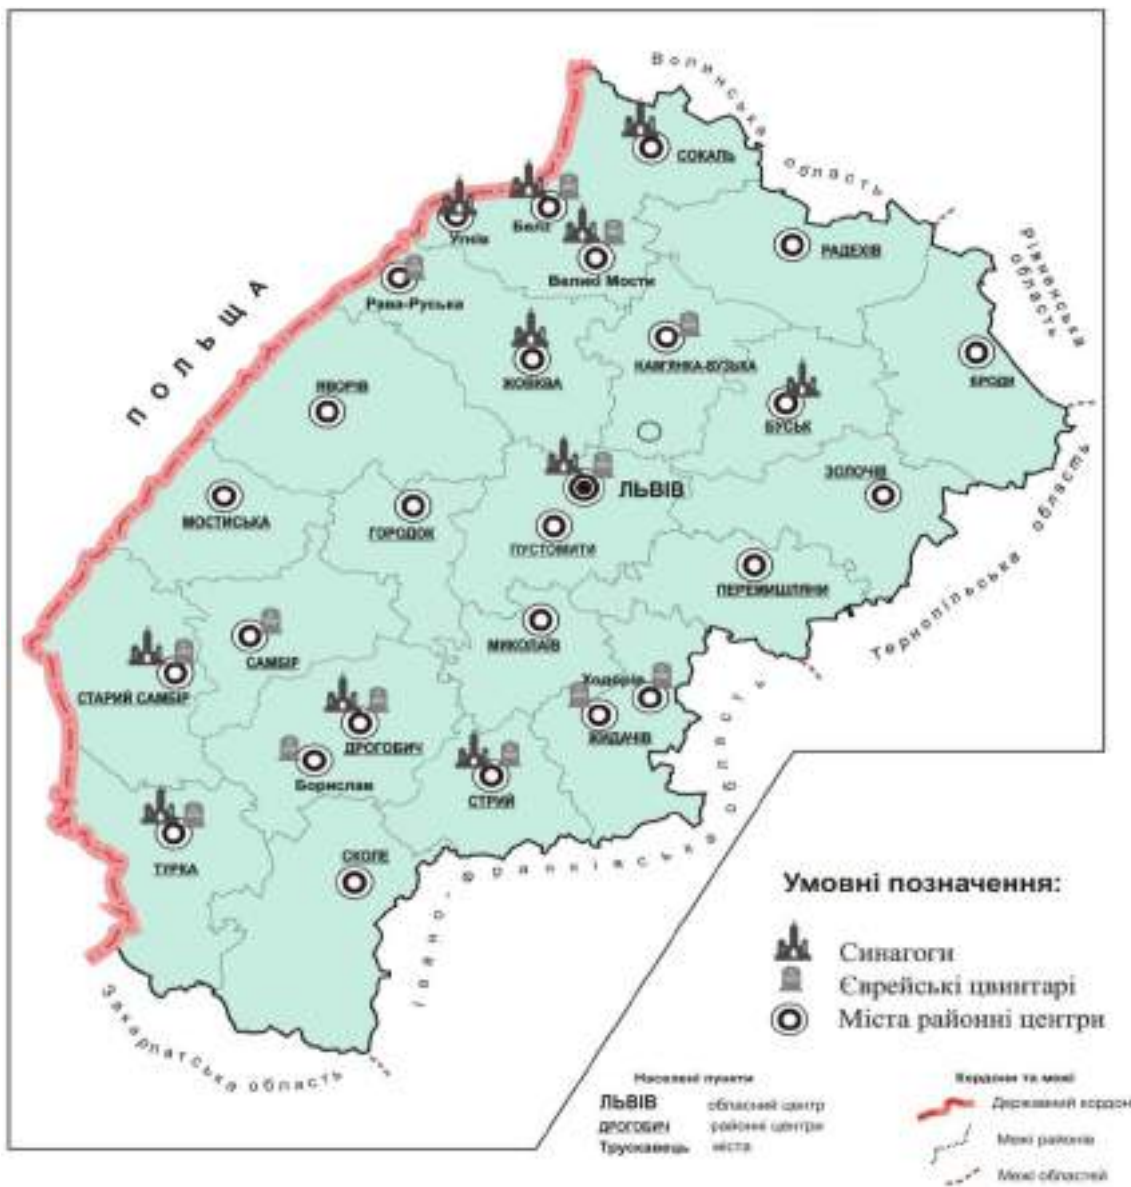 Волинська область
СОКАЛЬ
Белз
Угнів
РАДЕХІВ
Рівненська
область
Великі Мости
Рава-Руська
ПОЛЬЩА
ЖОВКВА
КАМ'ЯНКА-БУЗЬКА
БРОДИ
ЯВОРІВ
БУСЬК
ЗОЛОЧІВ
ЛЬВІВ
МОСТИСЬКА
ГОРОДОК
ПУСТОМИТИ
ПЕРЕМИШЛЯНИ
Тернопільська область
МИКОЛАЇВ
САМБІР
СТАРИЙ САМБІР
Ходорів
ДРОГОБИЧ
ЖИДАЧІВ
Борислав
СТРИЙ
ТУРКА
СКОЛЕ
Івано-франківська область
Закарпатська область
Умовні позначення:
Синагоги
Єврейські цвинтарі
Міста районні центри
Населені пункти
ЛЬВІВ обласний центр
ДРОГОБИЧ районні центри
Трускавець міста
Кордони та межі
Державний кордон
Межі районів
Межі областей